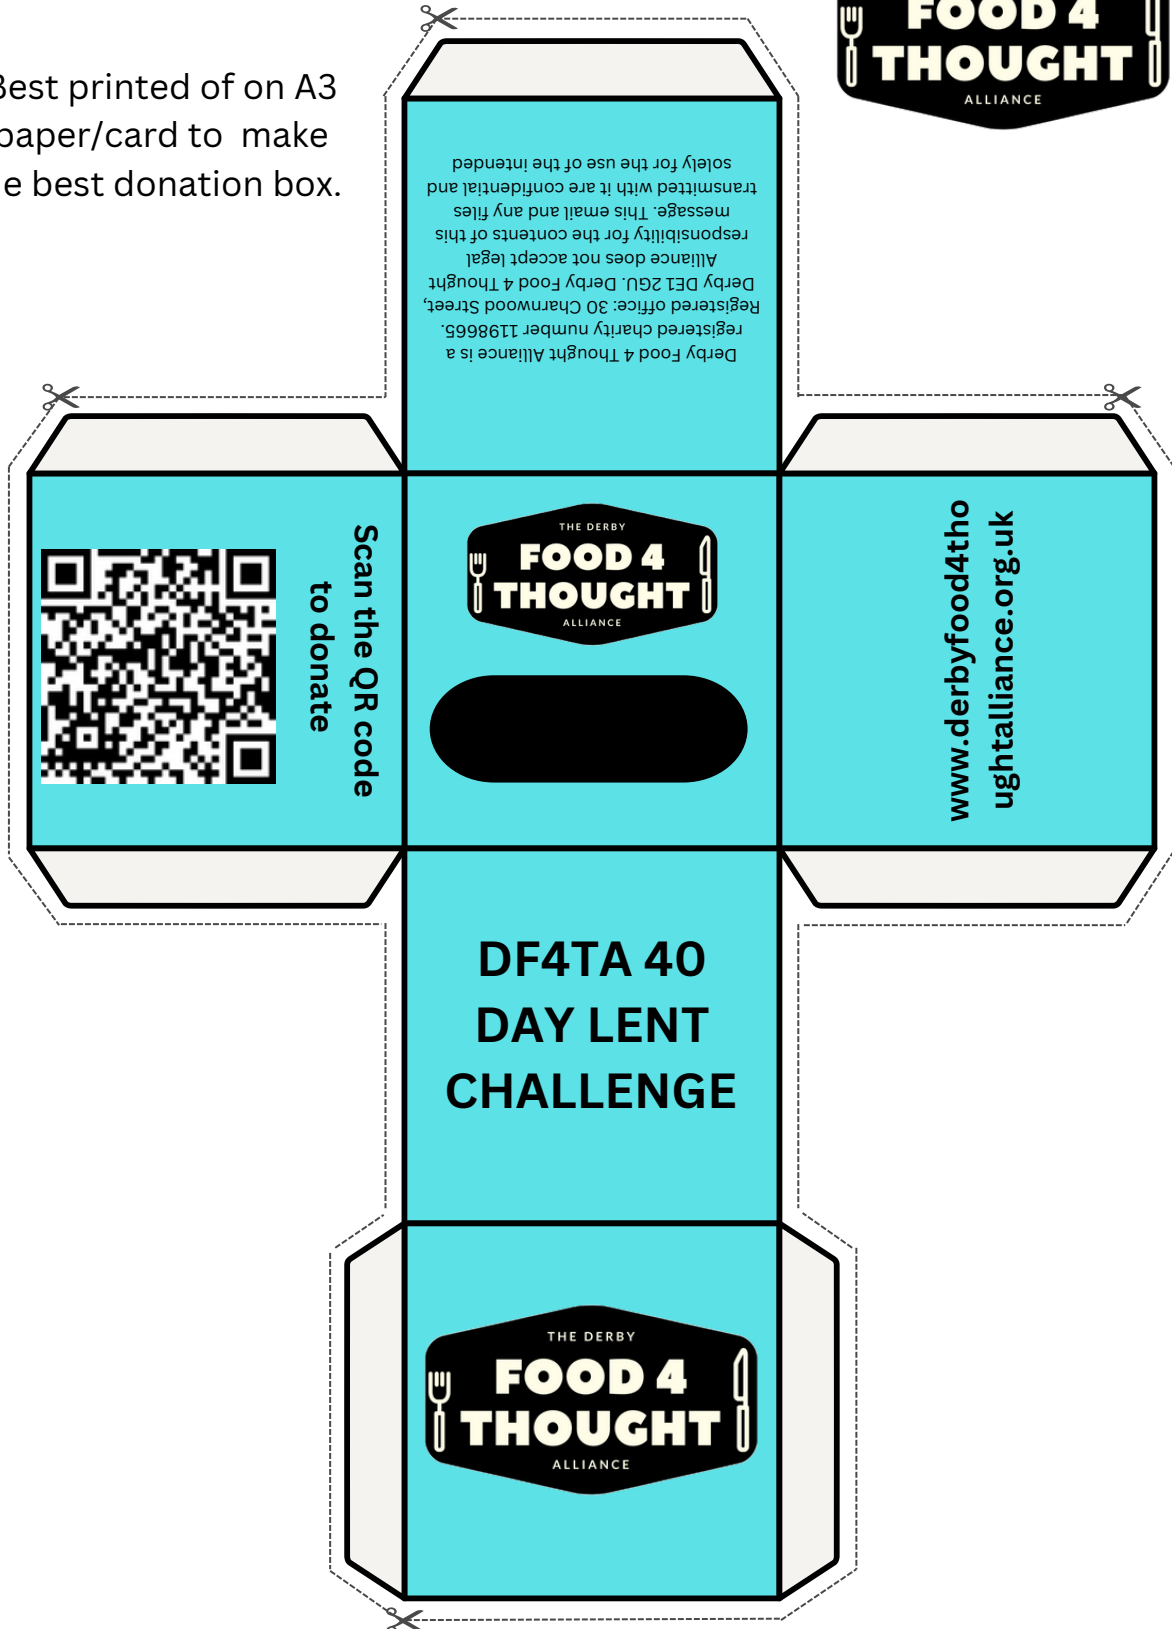 Best printed of on A3
paper/card to make
e best donation box.
FOOD 4
THOUGHT
ALLIANCE
Derby Food 4 Thought Alliance is a
registered charity number 1198665.
Registered office: 30 Charnwood Street,
Derby DE1 2GU. Derby Food 4 Thought
Alliance does not accept legal
responsibility for the contents of this
message. This email and any files
transmitted with it are confidential and
solely for the use of the intended
Scan the QR code
to donate
THE DERBY
FOOD 4
THOUGHT
ALLIANCE
www.derbyfood4tho
ughtalliance.org.uk
DF4TA 40
DAY LENT
CHALLENGE
THE DERBY
FOOD 4
THOUGHT
ALLIANCE